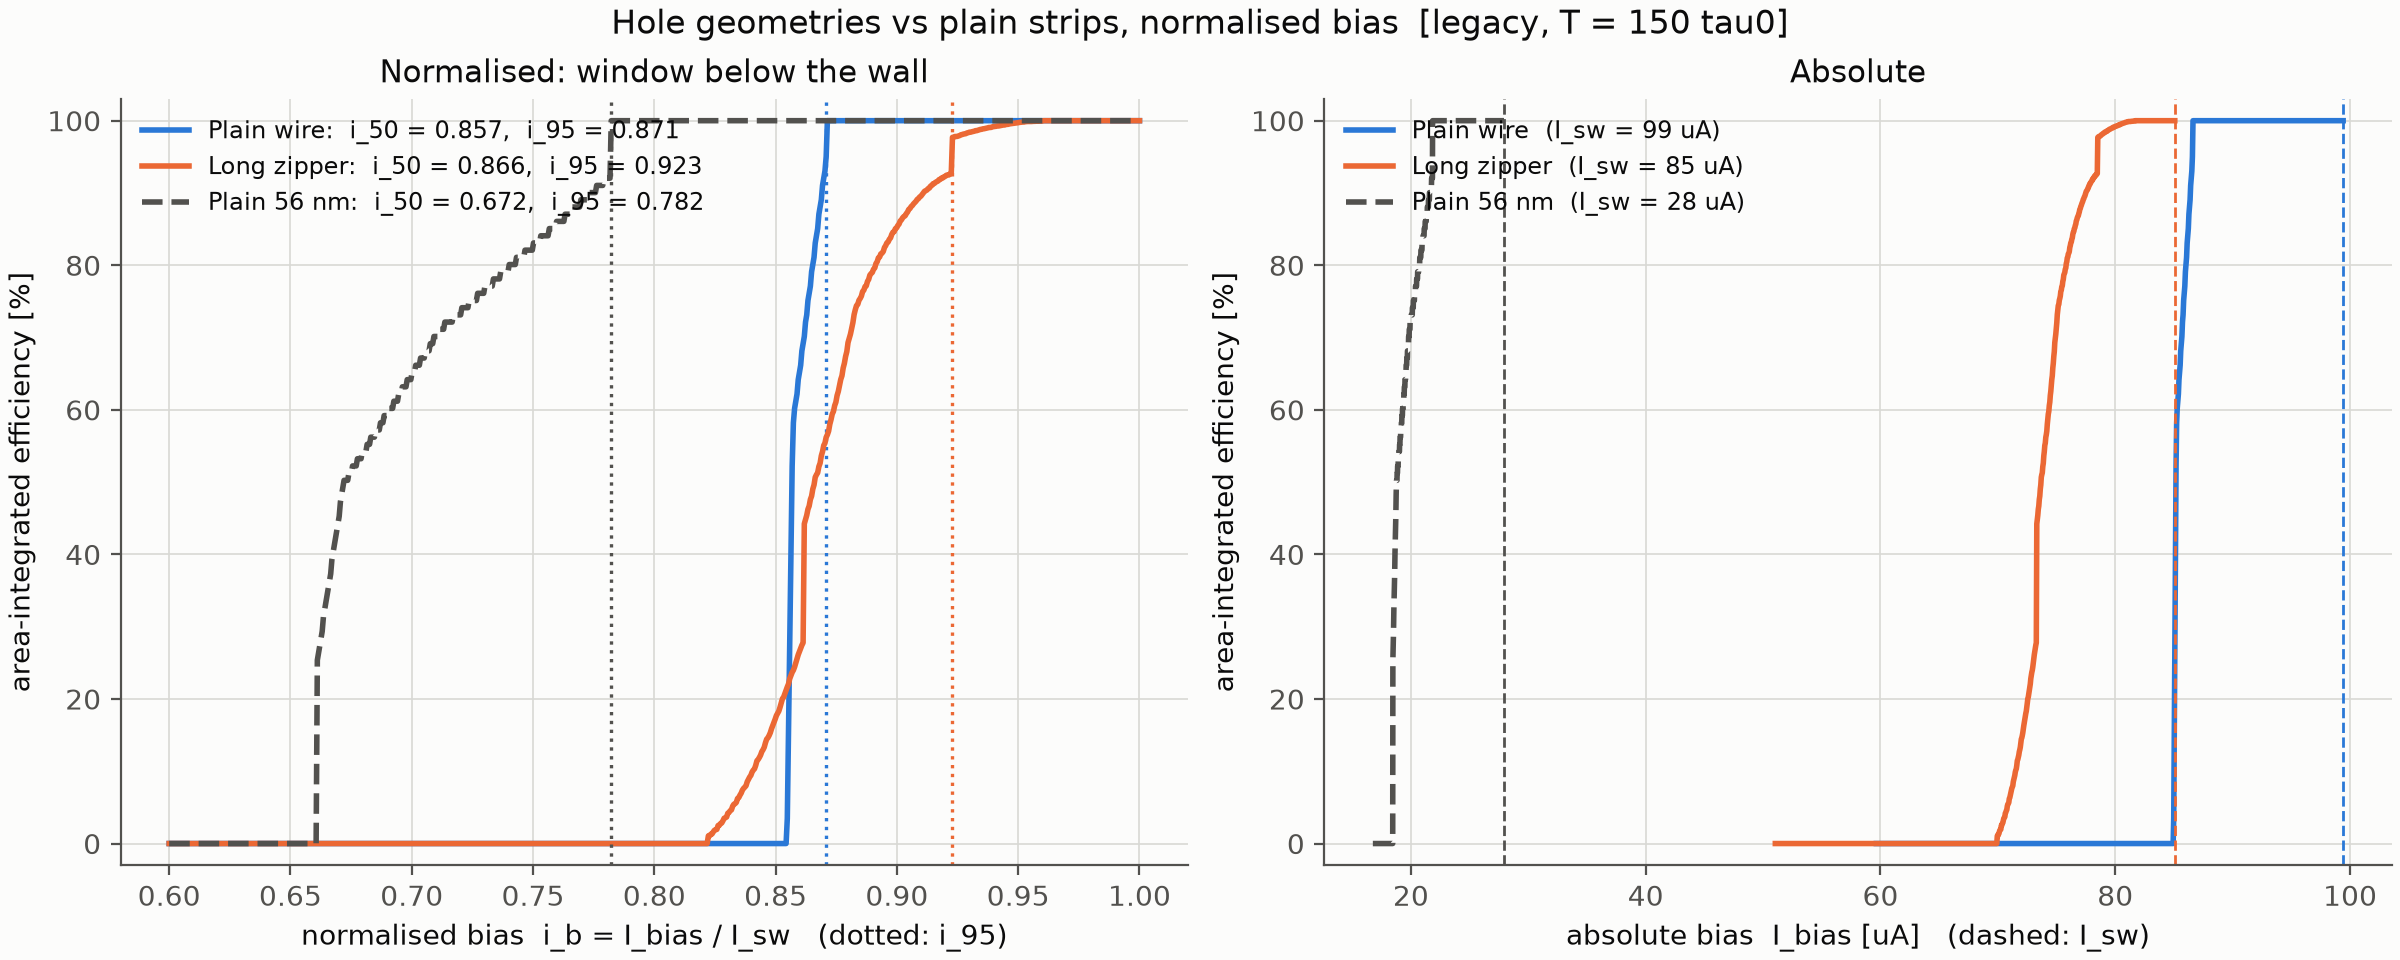 Hole geometries vs plain strips, normalised bias  [legacy, T = 150 tau0]
Normalised: window below the wall
area-integrated efficiency [%]
100
80
60
40
20
0
Plain wire:  i_50 = 0.857,  i_95 = 0.871
Long zipper:  i_50 = 0.866,  i_95 = 0.923
Plain 56 nm:  i_50 = 0.672,  i_95 = 0.782
0.60 0.65 0.70 0.75 0.80 0.85 0.90 0.95 1.00
normalised bias  i_b = I_bias / I_sw   (dotted: i_95)
Absolute
area-integrated efficiency [%]
100
80
60
40
20
0
Plain wire  (I_sw = 99 uA)
Long zipper  (I_sw = 85 uA)
Plain 56 nm  (I_sw = 28 uA)
20 40 60 80 100
absolute bias  I_bias [uA]   (dashed: I_sw)